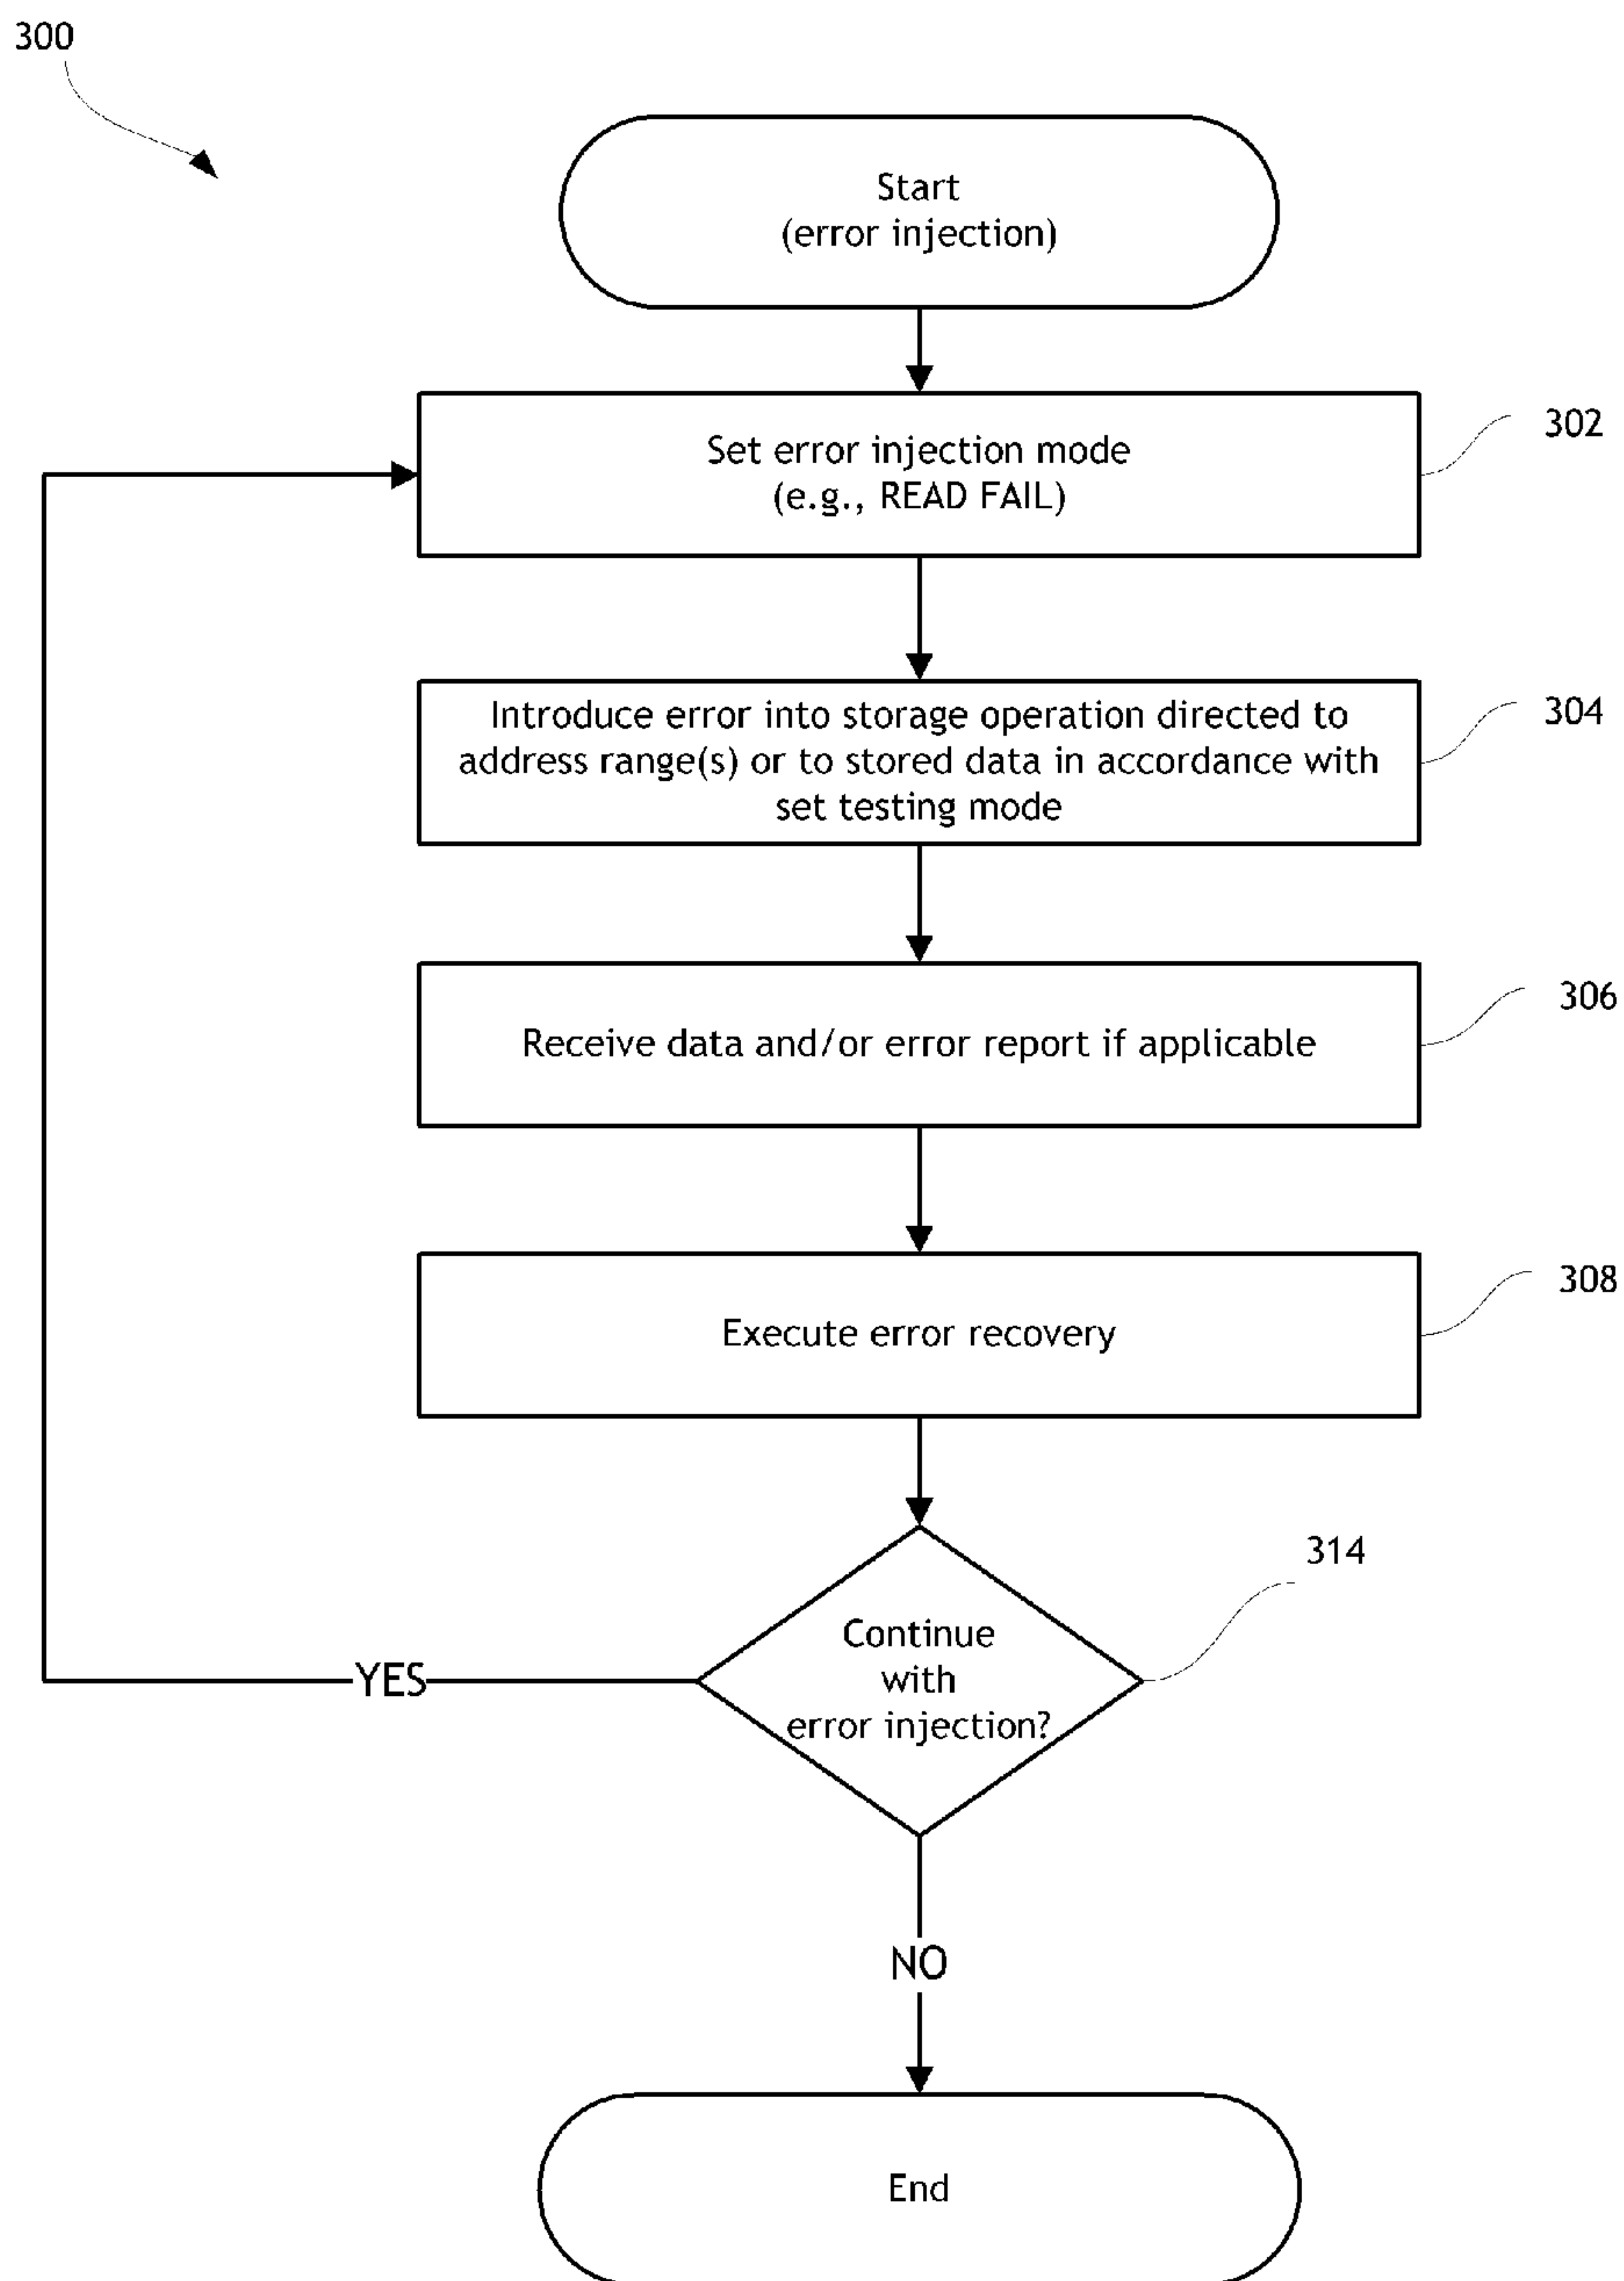 300
Start
(error injection)
302
Set error injection mode
(e.g., READ FAIL)
304
Introduce error into storage operation directed to
address range(s) or to stored data in accordance with
set testing mode
306
Receive data and/or error report if applicable
308
Execute error recovery
314
Continue
with
error injection?
YES
NO
End